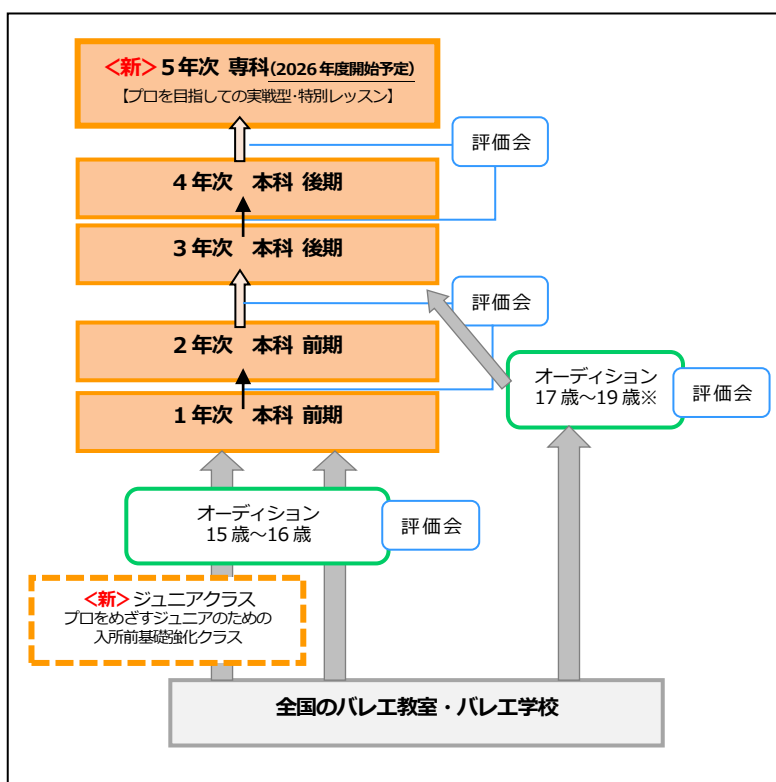 <新>5年次 専科(2026年度開始予定)
【プロを目指しての実戦型・特別レッスン】
評価会
4年次 本科 後期
3年次 本科 後期
評価会
2年次 本科 前期
オーディション
17歳~19歳※
評価会
1年次 本科 前期
オーディション
15歳~16歳
評価会
<新>ジュニアクラス
プロをめざすジュニアのための
入所前基礎強化クラス
全国のバレエ教室・バレエ学校